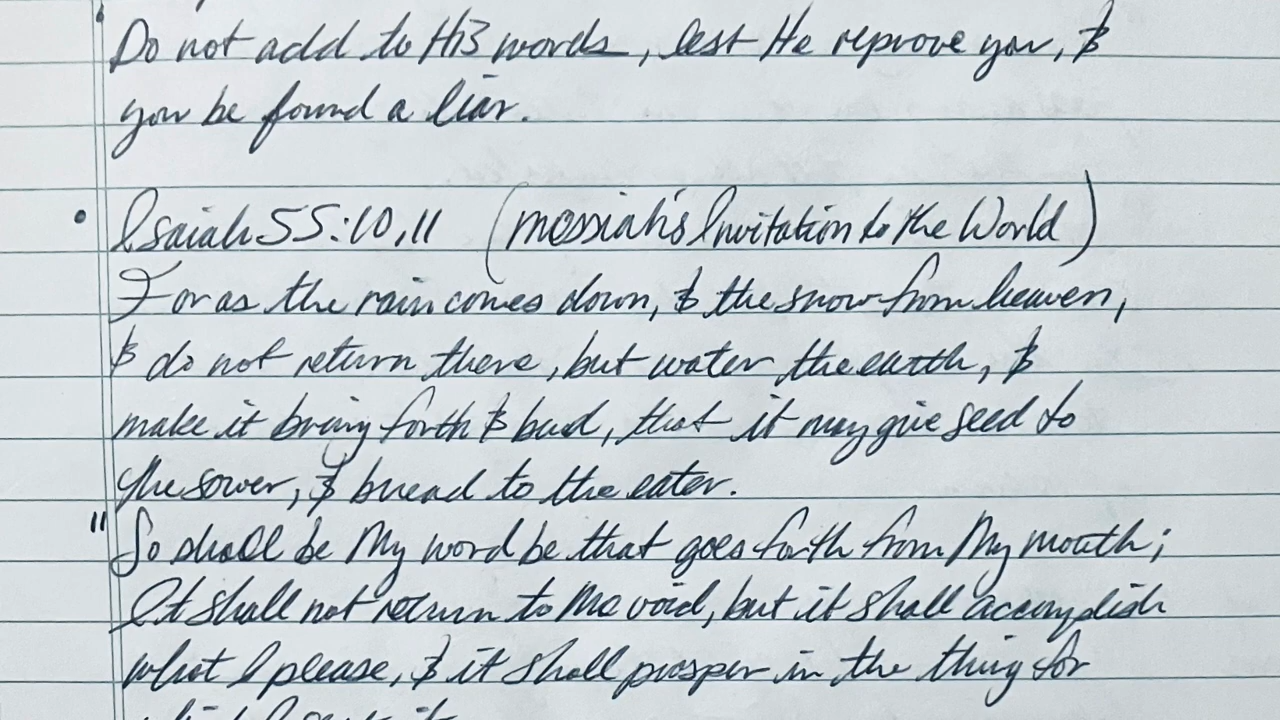 Do not add to His words, lest He reprove you, &
you be found a liar.
• Isaiah 55:10,11 (Messiah's Invitation to the World)
For as the rain comes down, & the snow from heaven,
& do not return there, but water the earth, &
make it bring forth & bud, that it may give seed to
the sower, & bread to the eater.
" So shall be My word be that goes forth from My mouth;
It shall not return to Me void, but it shall accomplish
what I please, & it shall prosper in the thing for